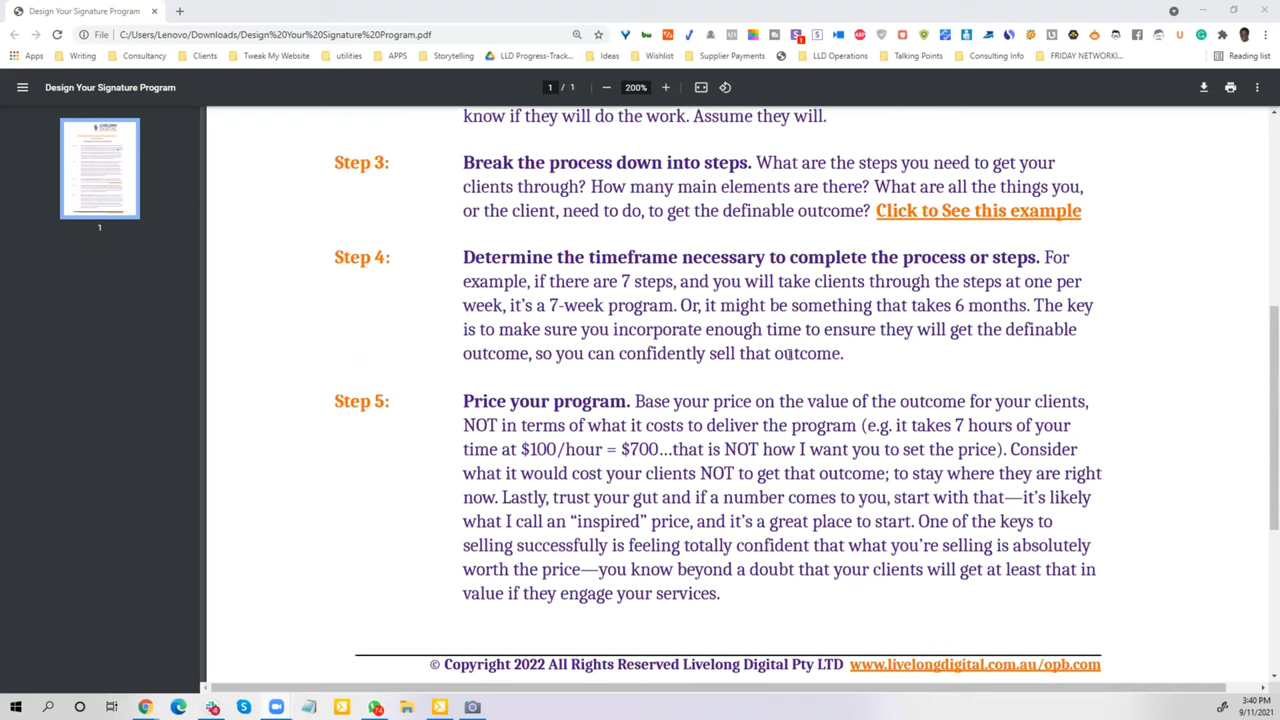 Design Your Signature Program
File
C:/Users/Lenovo/Downloads/Design%20Your%20Signature%20Program.pdf
Apps
Writing
Consultancy
Clients
Tweak My Website
utilities
APPS
Storytelling
LLD Progress-Track...
Ideas
Wishlist
Supplier Payments
LLD Operations
Talking Points
Consulting Info
FRIDAY NETWORKI...
Reading list
Design Your Signature Program
1 / 1
200%
1
know if they will do the work. Assume they will.
Step 3:
Break the process down into steps. What are the steps you need to get your
clients through? How many main elements are there? What are all the things you,
or the client, need to do, to get the definable outcome? Click to See this example
Step 4:
Determine the timeframe necessary to complete the process or steps. For
example, if there are 7 steps, and you will take clients through the steps at one per
week, it's a 7-week program. Or, it might be something that takes 6 months. The key
is to make sure you incorporate enough time to ensure they will get the definable
outcome, so you can confidently sell that outcome.
Step 5:
Price your program. Base your price on the value of the outcome for your clients,
NOT in terms of what it costs to deliver the program (e.g. it takes 7 hours of your
time at $100/hour = $700...that is NOT how I want you to set the price). Consider
what it would cost your clients NOT to get that outcome; to stay where they are right
now. Lastly, trust your gut and if a number comes to you, start with that—it's likely
what I call an “inspired” price, and it's a great place to start. One of the keys to
selling successfully is feeling totally confident that what you're selling is absolutely
worth the price—you know beyond a doubt that your clients will get at least that in
value if they engage your services.
© Copyright 2022 All Rights Reserved Livelong Digital Pty LTD www.livelongdigital.com.au/opb.com
3:40 PM
9/11/2021